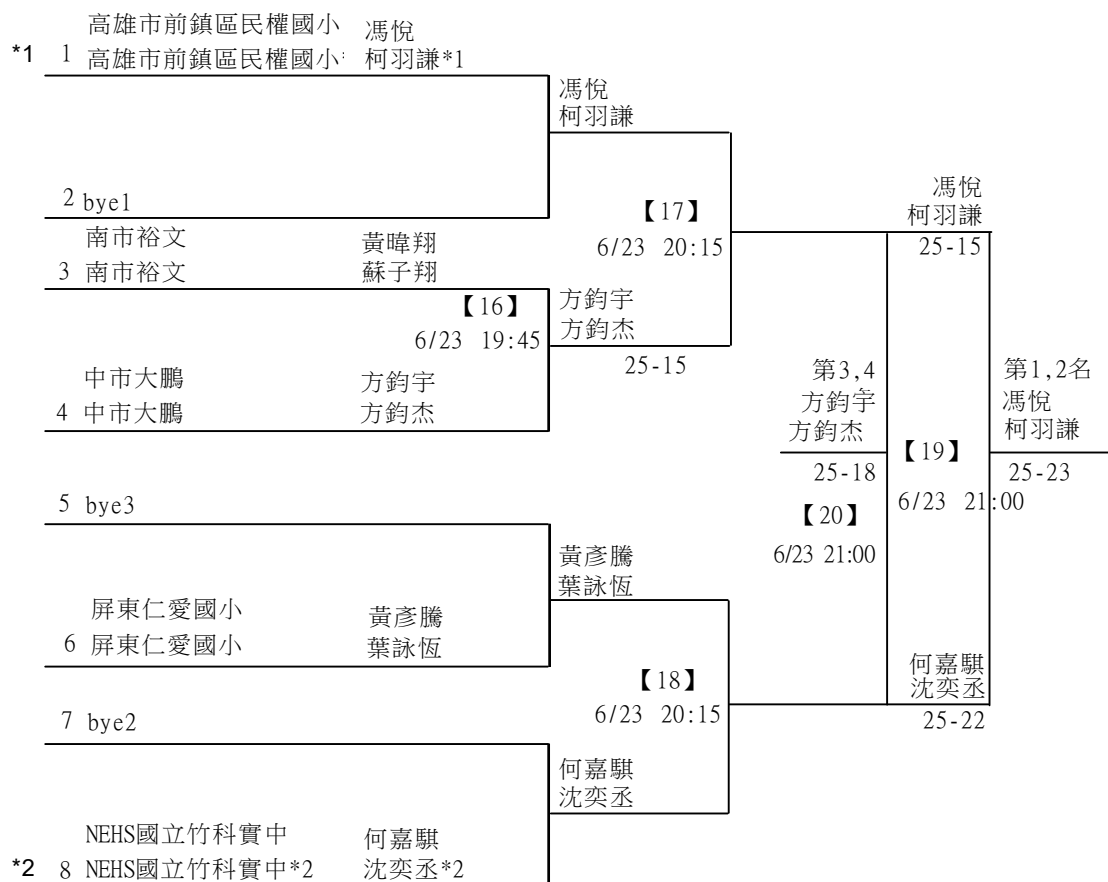 高雄市前鎮區民權國小 馮悅
*1 1 高雄市前鎮區民權國小 柯羽謙*1
馮悅
柯羽謙
2 bye1
【17】
6/23 20:15
馮悅
柯羽謙
25-15
南市裕文 黃暐翔
3 南市裕文 蘇子翔
【16】
6/23 19:45
方鈞宇
方鈞杰
25-15
中市大鵬 方鈞宇
4 中市大鵬 方鈞杰
第3,4
方鈞宇
方鈞杰
25-18
【20】
6/23 21:00
【19】
6/23 21:00
第1,2名
馮悅
柯羽謙
25-23
5 bye3
黃彥騰
葉詠恆
屏東仁愛國小 黃彥騰
6 屏東仁愛國小 葉詠恆
【18】
6/23 20:15
何嘉騏
沈奕丞
25-22
7 bye2
何嘉騏
沈奕丞
NEHS國立竹科實中 何嘉騏
*2 8 NEHS國立竹科實中*2 沈奕丞*2